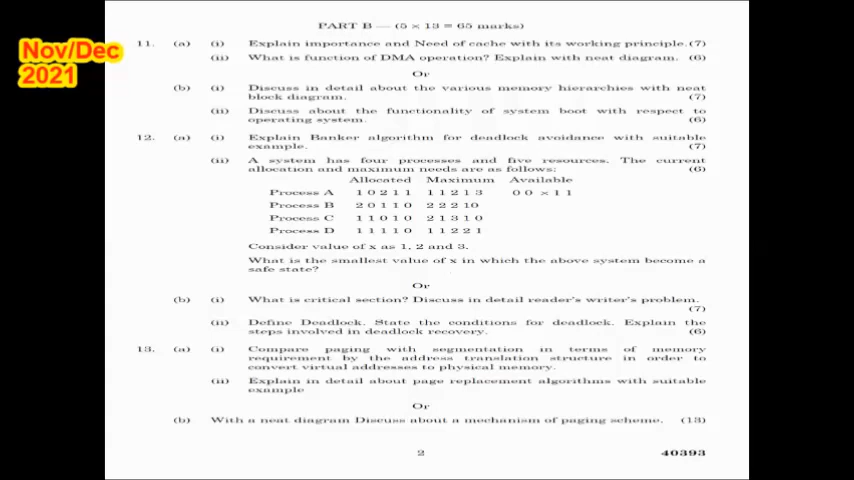 Nov/Dec
2021
PART B — (5 × 13 = 65 marks)
11. (a) (i) Explain importance and Need of cache with its working principle.(7)
(ii) What is function of DMA operation? Explain with neat diagram. (6)
Or
(b) (i) Discuss in detail about the various memory hierarchies with neat
block diagram. (7)
(ii) Discuss about the functionality of system boot with respect to
operating system. (6)
12. (a) (i) Explain Banker algorithm for deadlock avoidance with suitable
example. (7)
(ii) A system has four processes and five resources. The current
allocation and maximum needs are as follows: (6)
Allocated Maximum Available
Process A 1 0 2 1 1 1 1 2 1 3 0 0 × 1 1
Process B 2 0 1 1 0 2 2 2 1 0
Process C 1 1 0 1 0 2 1 3 1 0
Process D 1 1 1 1 0 1 1 2 2 1
Consider value of x as 1, 2 and 3.
What is the smallest value of x in which the above system become a
safe state?
Or
(b) (i) What is critical section? Discuss in detail reader's writer's problem.
(7)
(ii) Define Deadlock. State the conditions for deadlock. Explain the
steps involved in deadlock recovery. (6)
13. (a) (i) Compare paging with segmentation in terms of memory
requirement by the address translation structure in order to
convert virtual addresses to physical memory.
(ii) Explain in detail about page replacement algorithms with suitable
example
Or
(b) With a neat diagram Discuss about a mechanism of paging scheme. (13)
2 40393